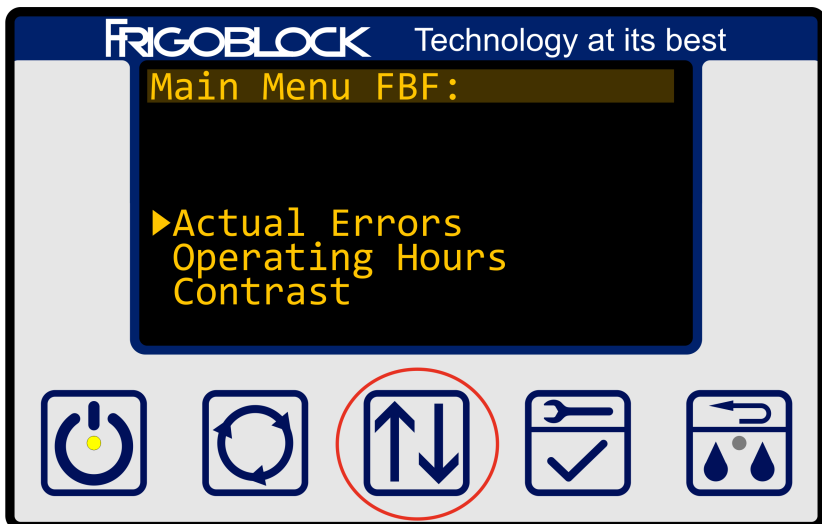 FRIGOBLOCK Technology at its best
Main Menu FBF:
▶Actual Errors
Operating Hours
Contrast